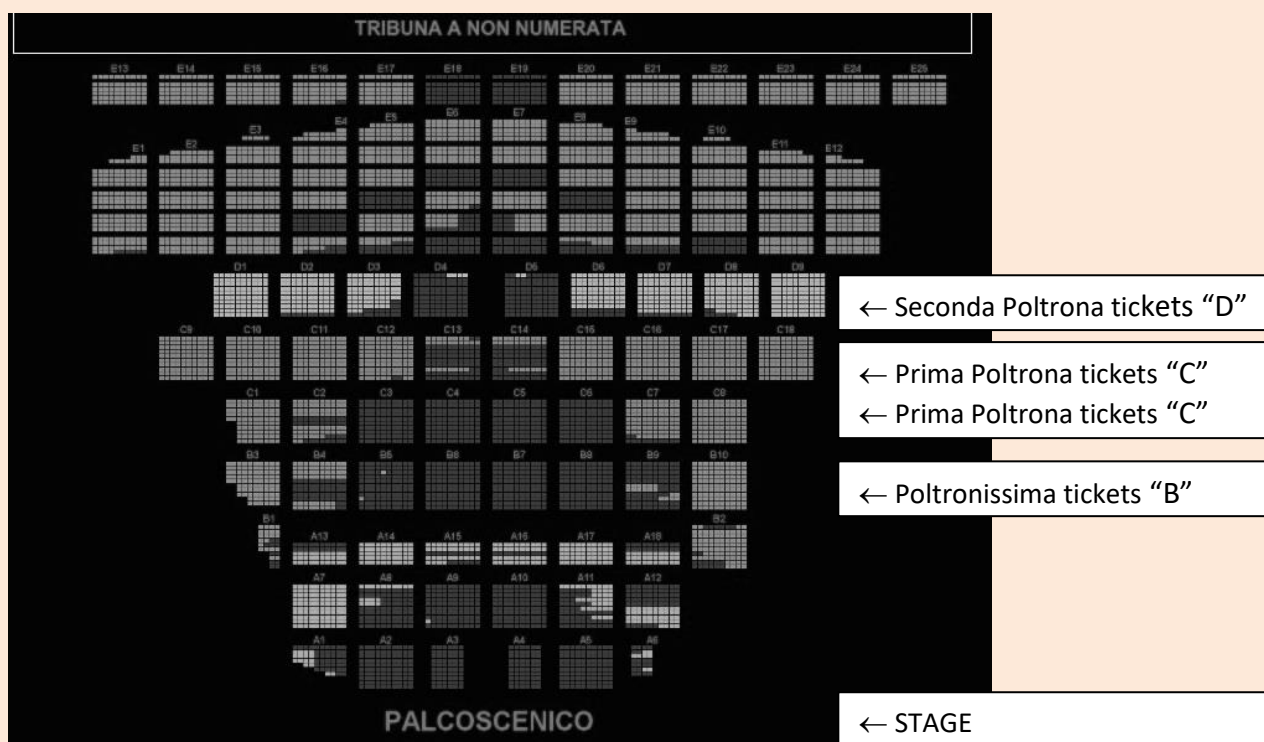 TRIBUNA A NON NUMERATA
E13 E14 E15 E16 E17 E18 E19 E20 E21 E22 E23 E24 E25
E1 E2 E3 E4 E5 E6 E7 E8 E9 E10 E11 E12
D1 D2 D3 D4 D5 D6 D7 D8 D9
← Seconda Poltrona tickets “D”
C9 C10 C11 C12 C13 C14 C15 C16 C17 C18
← Prima Poltrona tickets “C”
C1 C2 C3 C4 C5 C6 C7 C8
← Prima Poltrona tickets “C”
B3 B4 B5 B6 B7 B8 B9 B10
← Poltronissima tickets “B”
B1 B2
A13 A14 A15 A16 A17 A18
A7 A8 A9 A10 A11 A12
A1 A2 A3 A4 A5 A6
PALCOSCENICO
← STAGE